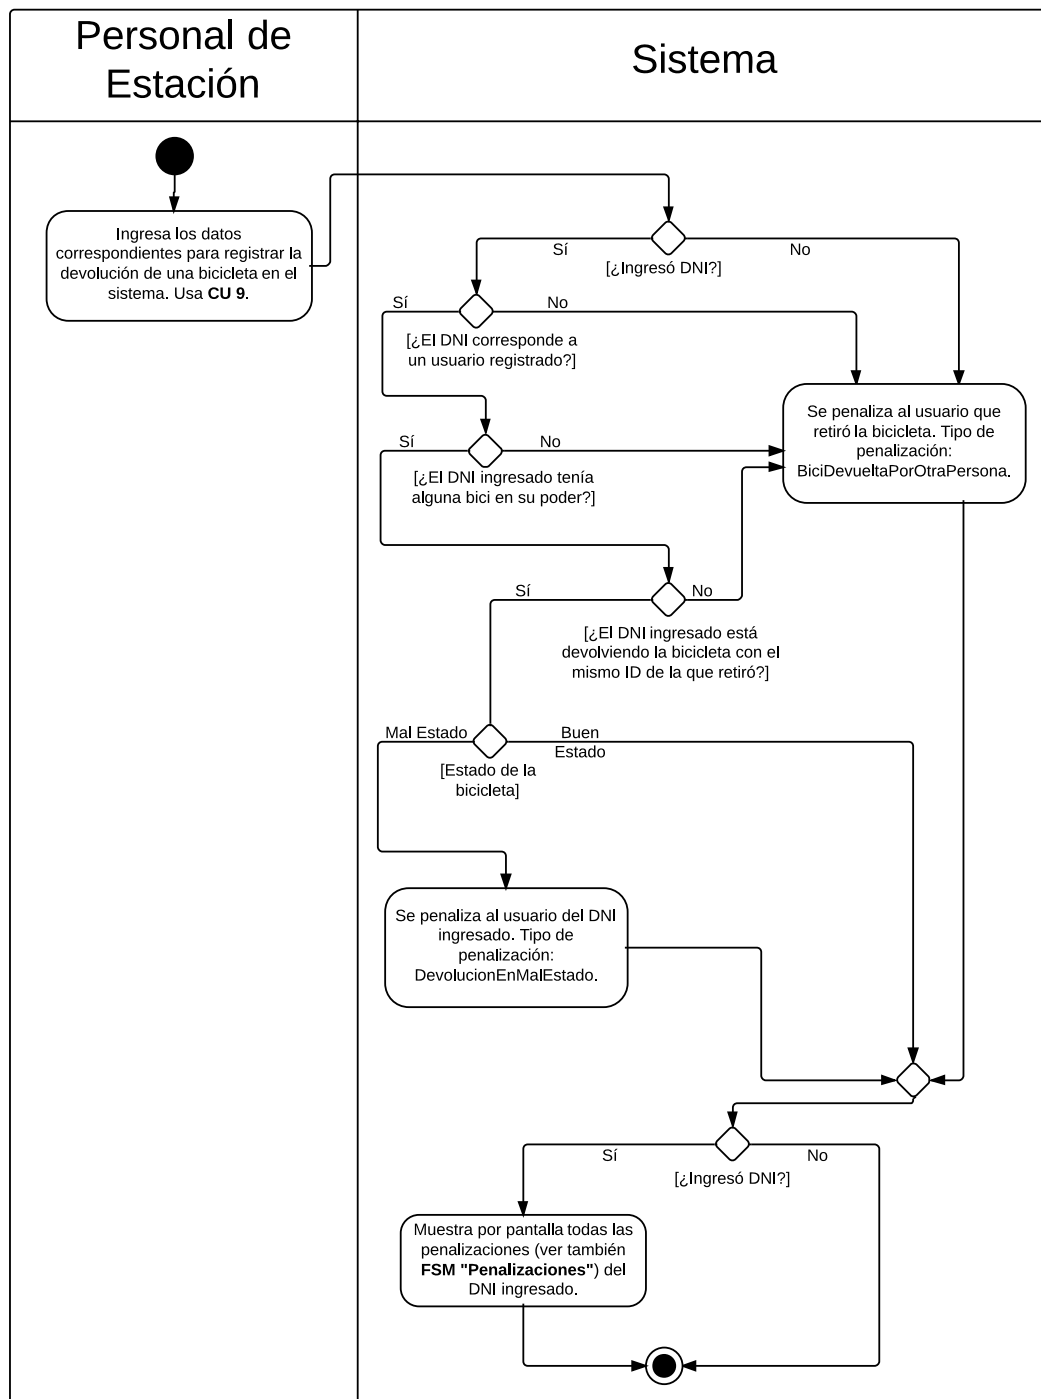 Personal de
Estación
Sistema
Ingresa los datos
correspondientes para registrar la
devolución de una bicicleta en el
sistema. Usa CU 9.
Sí
No
[¿Ingresó DNI?]
Sí
No
[¿El DNI corresponde a
un usuario registrado?]
Se penaliza al usuario que
retiró la bicicleta. Tipo de
penalización:
BiciDevueltaPorOtraPersona.
Sí
No
[¿El DNI ingresado tenía
alguna bici en su poder?]
Sí
No
[¿El DNI ingresado está
devolviendo la bicicleta con el
mismo ID de la que retiró?]
Mal Estado
Buen
Estado
[Estado de la
bicicleta]
Se penaliza al usuario del DNI
ingresado. Tipo de
penalización:
DevolucionEnMalEstado.
Sí
No
[¿Ingresó DNI?]
Muestra por pantalla todas las
penalizaciones (ver también
FSM "Penalizaciones") del
DNI ingresado.